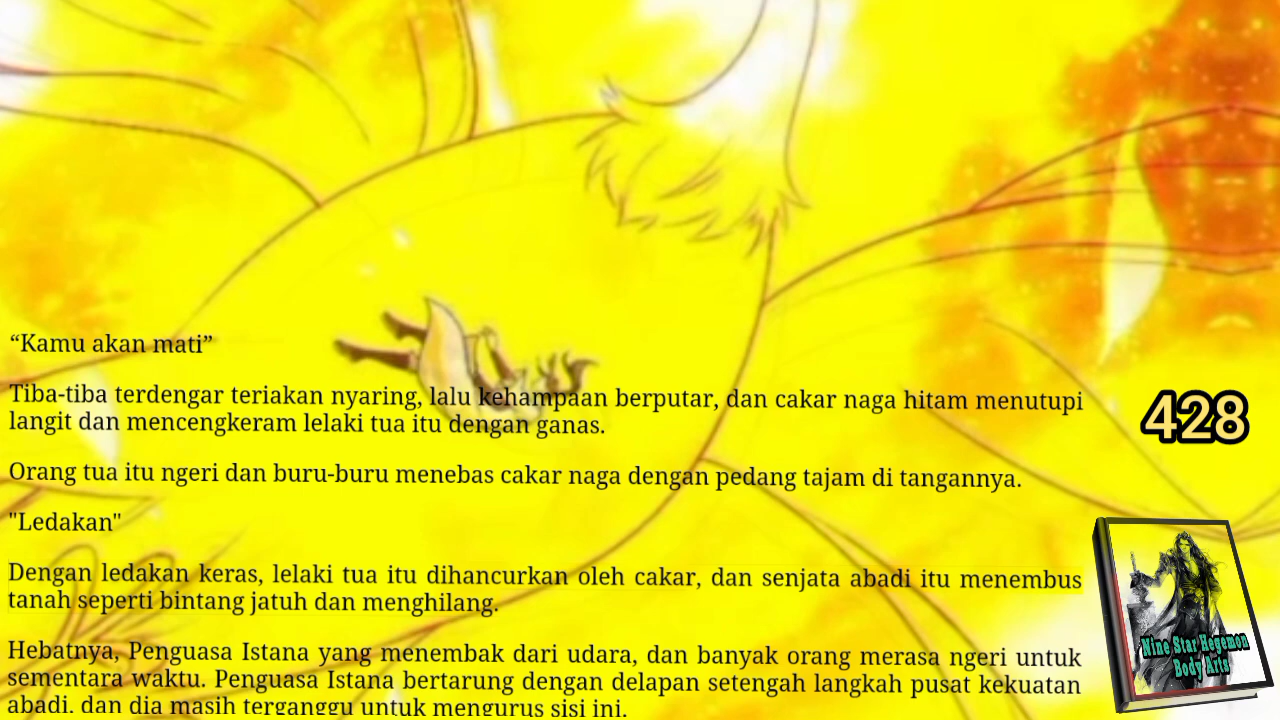 “Kamu akan mati”
Tiba-tiba terdengar teriakan nyaring, lalu kehampaan berputar, dan cakar naga hitam menutupi
langit dan mencengkeram lelaki tua itu dengan ganas.
Orang tua itu ngeri dan buru-buru menebas cakar naga dengan pedang tajam di tangannya.
"Ledakan"
Dengan ledakan keras, lelaki tua itu dihancurkan oleh cakar, dan senjata abadi itu menembus
tanah seperti bintang jatuh dan menghilang.
Hebatnya, Penguasa Istana yang menembak dari udara, dan banyak orang merasa ngeri untuk
sementara waktu. Penguasa Istana bertarung dengan delapan setengah langkah pusat kekuatan
abadi, dan dia masih terganggu untuk mengurus sisi ini.
428
Nine Star Hegemon
Body Arts